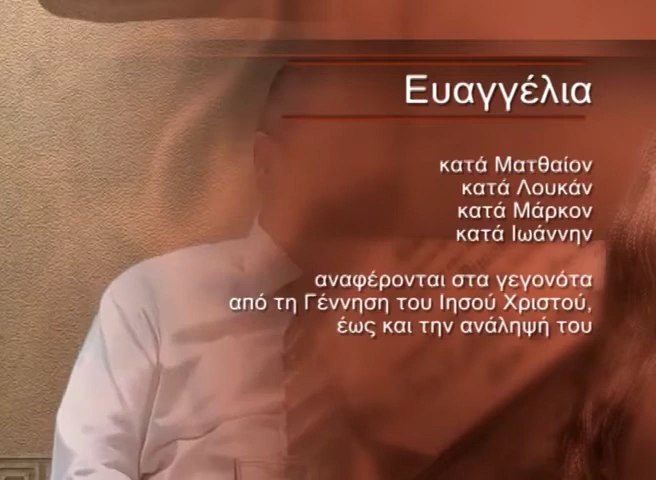 Ευαγγέλια
κατά Ματθαίον
κατά Λουκάν
κατά Μάρκον
κατά Ιωάννην
αναφέρονται στα γεγονότα
από τη Γέννηση του Ιησού Χριστού,
έως και την ανάληψή του